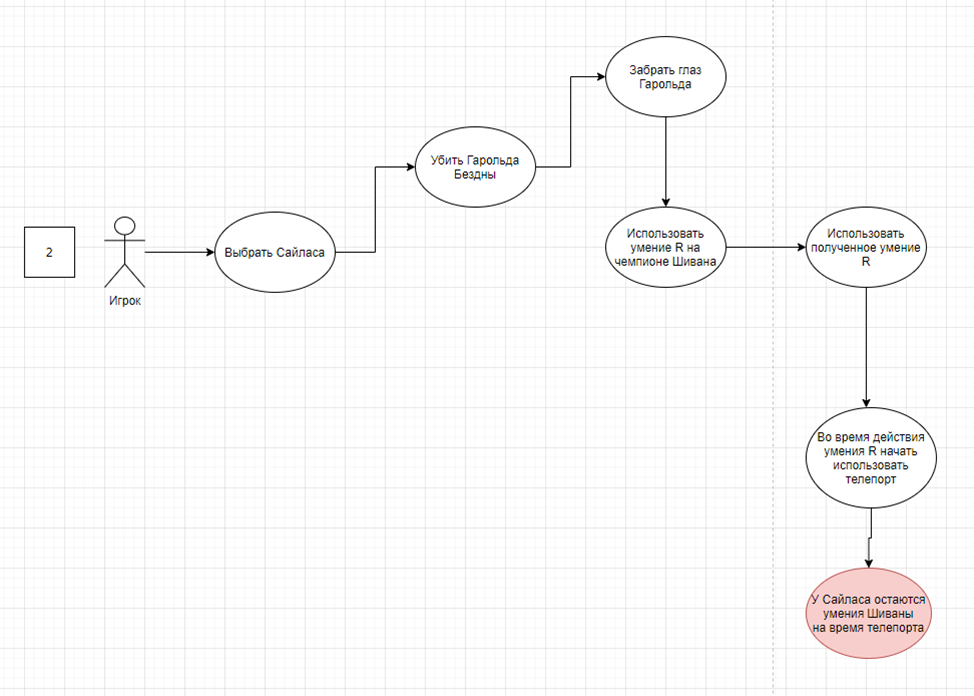 2
Игрок
Выбрать Сайласа
Убить Гарольда
Бездны
Забрать глаз
Гарольда
Использовать
умение R на
чемпионе Шивана
Использовать
полученное умение
R
Во время действия
умения R начать
использовать
телепорт
У Сайласа остаются
умения Шиваны
на время телепорта